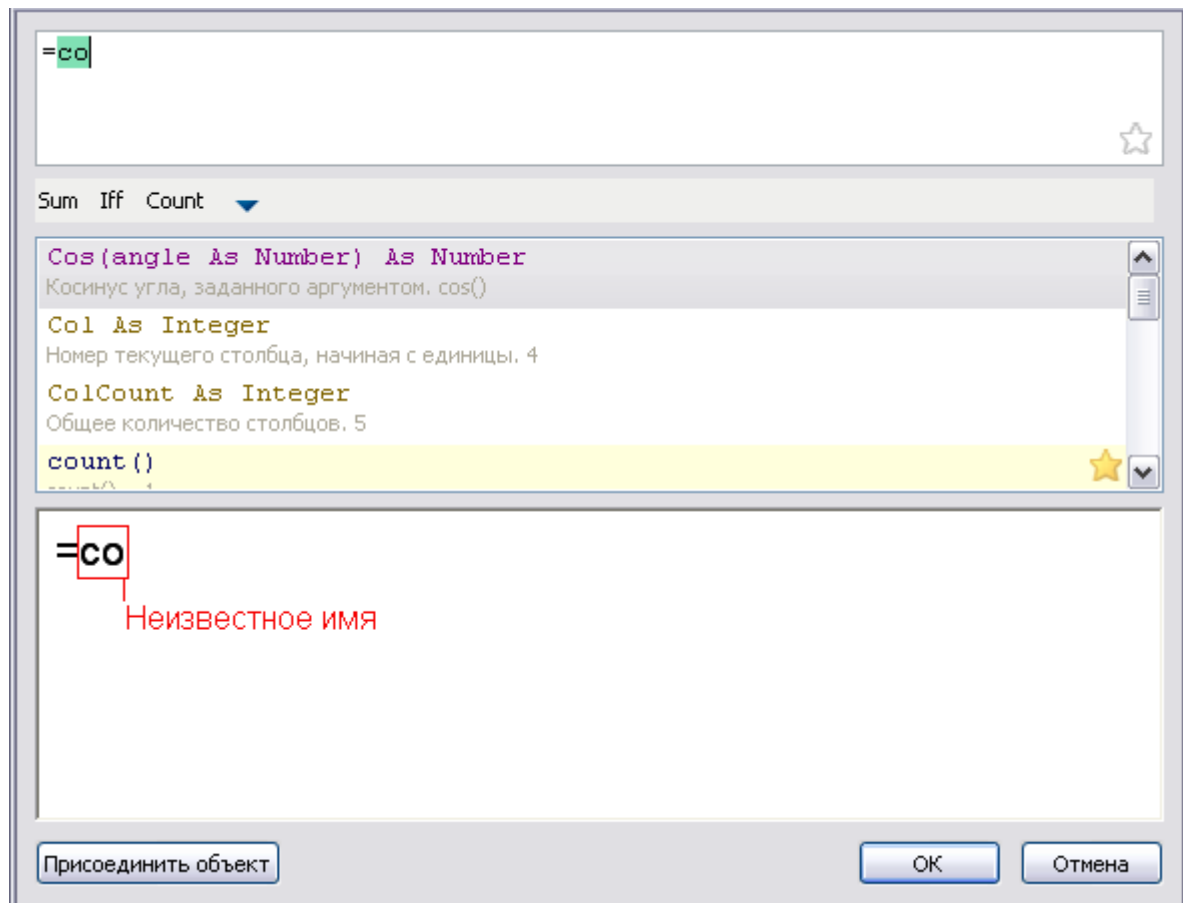 =co
Sum Iff Count
Cos(angle As Number) As Number
Косинус угла, заданного аргументом. cos()
Col As Integer
Номер текущего столбца, начиная с единицы. 4
ColCount As Integer
Общее количество столбцов. 5
count()
=co
Неизвестное имя
Присоединить объект
ОК
Отмена